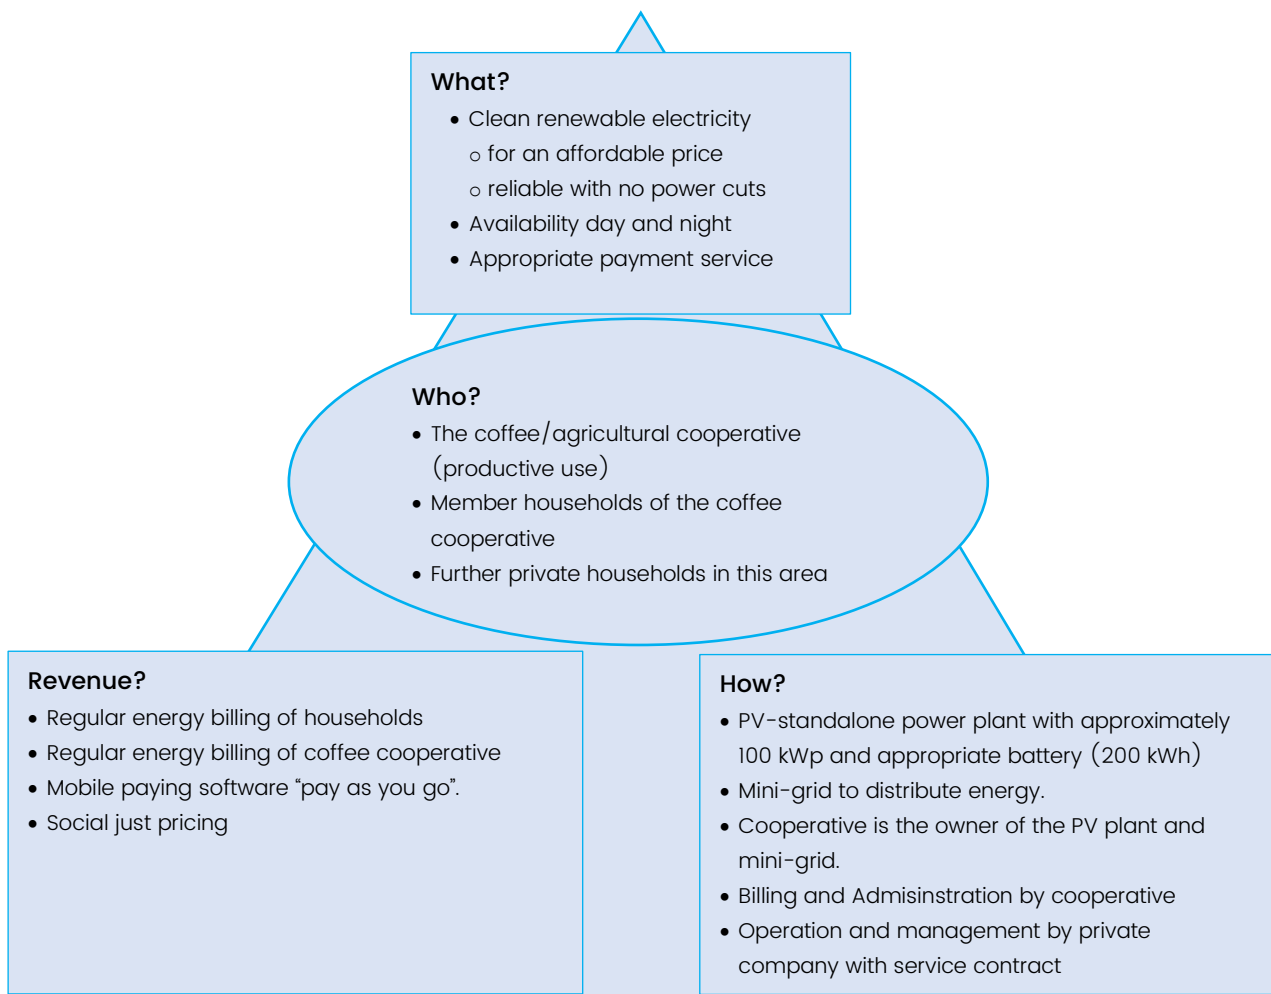 What?
• Clean renewable electricity
o for an affordable price
o reliable with no power cuts
• Availability day and night
• Appropriate payment service
Who?
• The coffee/agricultural cooperative
(productive use)
• Member households of the coffee
cooperative
• Further private households in this area
Revenue?
• Regular energy billing of households
• Regular energy billing of coffee cooperative
• Mobile paying software “pay as you go”.
• Social just pricing
How?
• PV-standalone power plant with approximately
100 kWp and appropriate battery (200 kWh)
• Mini-grid to distribute energy.
• Cooperative is the owner of the PV plant and
mini-grid.
• Billing and Admisinstration by cooperative
• Operation and management by private
company with service contract